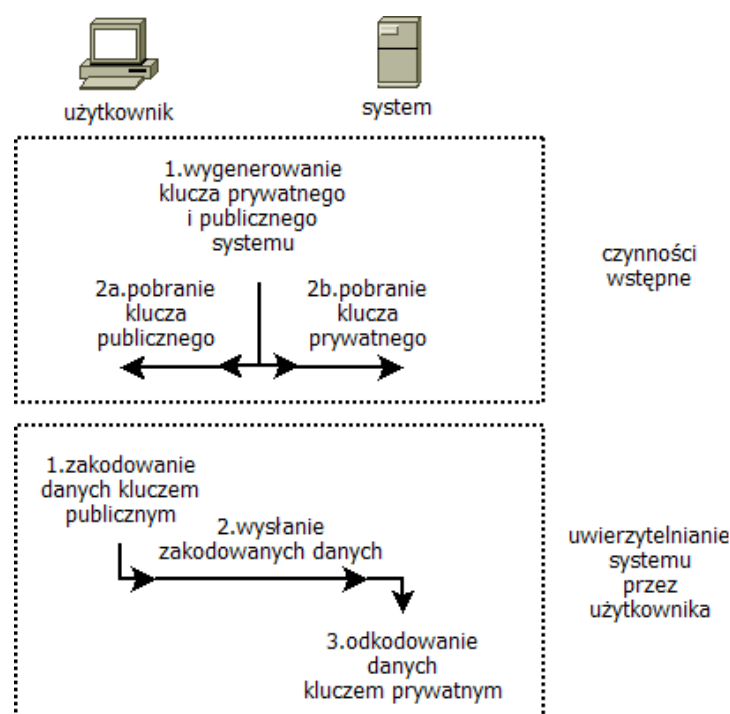 użytkownik
system
1.wygenerowanie
klucza prywatnego
i publicznego
systemu
2a.pobranie
klucza
publicznego
2b.pobranie
klucza
prywatnego
czynności
wstępne
1.zakodowanie
danych kluczem
publicznym
2.wysłanie
zakodowanych danych
3.odkodowanie
danych
kluczem prywatnym
uwierzytelnianie
systemu
przez
użytkownika